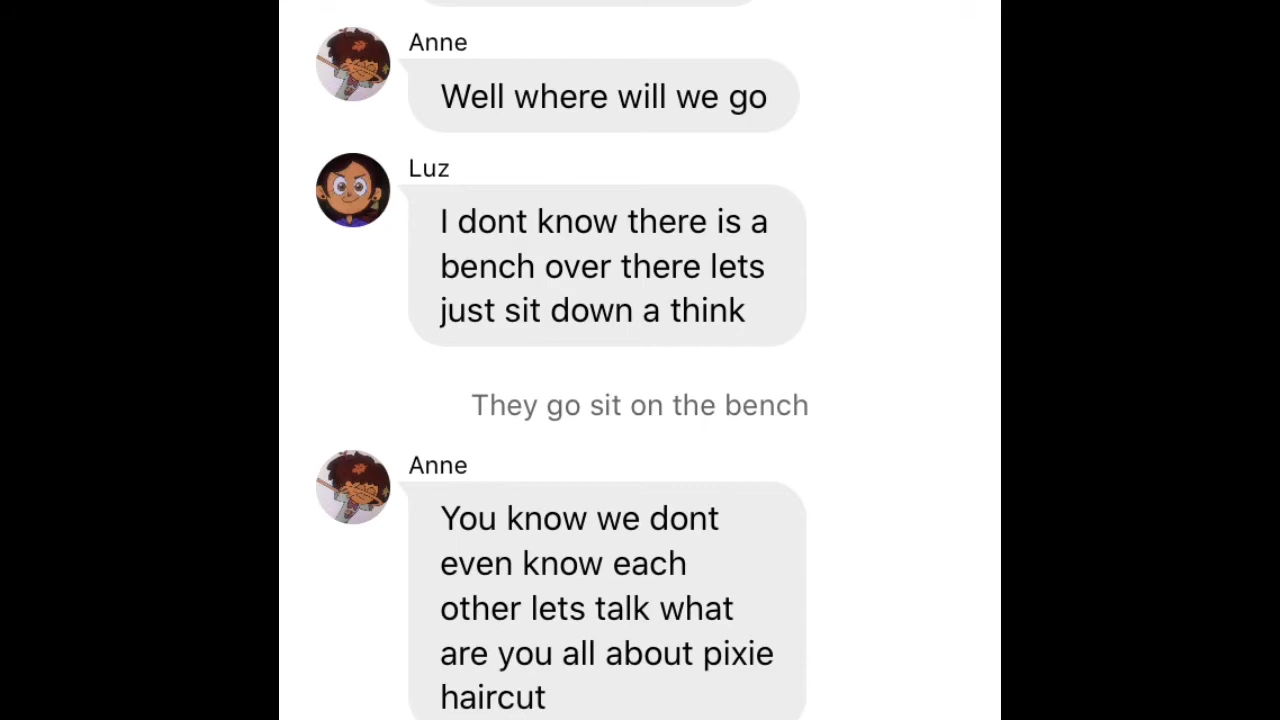 Anne
Well where will we go
Luz
I dont know there is a
bench over there lets
just sit down a think
They go sit on the bench
Anne
You know we dont
even know each
other lets talk what
are you all about pixie
haircut